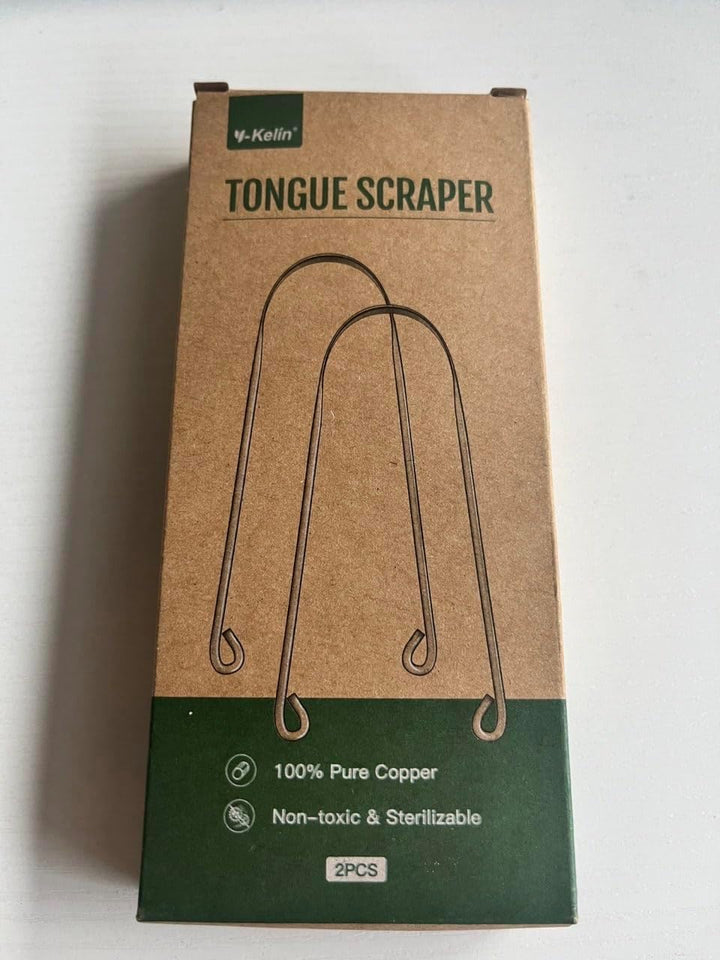 y-Kelin®
TONGUE SCRAPER
100% Pure Copper
Non-toxic & Sterilizable
2PCS